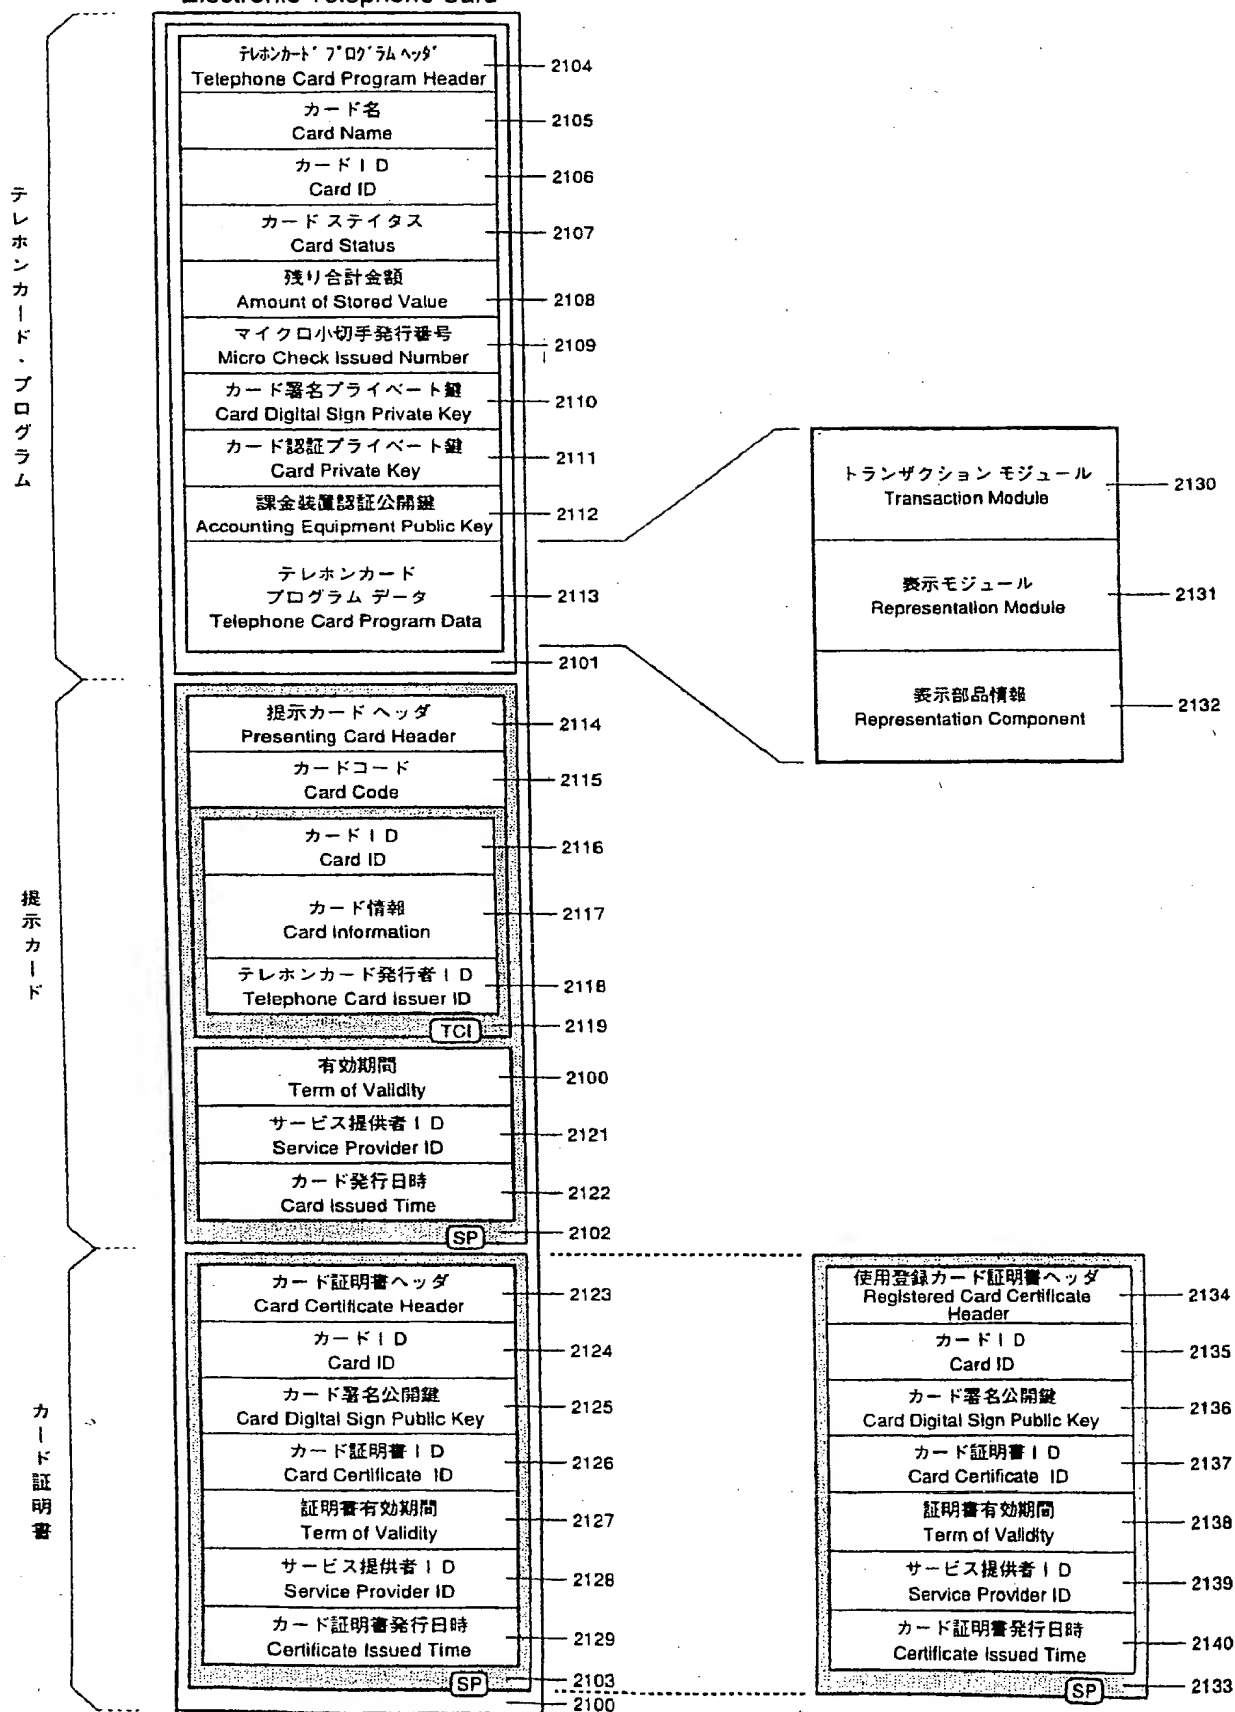 Electronic Telephone Card
テレホンカード・プログラム
テレホンカード プログラム ヘッダ
Telephone Card Program Header
2104
カード名
Card Name
2105
カードID
Card ID
2106
カード ステイタス
Card Status
2107
残り合計金額
Amount of Stored Value
2108
マイクロ小切手発行番号
Micro Check Issued Number
2109
カード署名プライベート鍵
Card Digital Sign Private Key
2110
カード認証プライベート鍵
Card Private Key
2111
課金装置認証公開鍵
Accounting Equipment Public Key
2112
テレホンカード
プログラム データ
Telephone Card Program Data
2113
2101
トランザクション モジュール
Transaction Module
2130
表示モジュール
Representation Module
2131
表示部品情報
Representation Component
2132
提示カード
提示カード ヘッダ
Presenting Card Header
2114
カードコード
Card Code
2115
カードID
Card ID
2116
カード情報
Card Information
2117
テレホンカード発行者ID
Telephone Card Issuer ID
2118
TCI
2119
有効期間
Term of Validity
2100
サービス提供者ID
Service Provider ID
2121
カード発行日時
Card Issued Time
2122
SP
2102
カード証明書
カード証明書ヘッダ
Card Certificate Header
2123
カードID
Card ID
2124
カード署名公開鍵
Card Digital Sign Public Key
2125
カード証明書ID
Card Certificate ID
2126
証明書有効期間
Term of Validity
2127
サービス提供者ID
Service Provider ID
2128
カード証明書発行日時
Certificate Issued Time
2129
SP
2103
2100
使用登録カード証明書ヘッダ
Registered Card Certificate
Header
2134
カードID
Card ID
2135
カード署名公開鍵
Card Digital Sign Public Key
2136
カード証明書ID
Card Certificate ID
2137
証明書有効期間
Term of Validity
2138
サービス提供者ID
Service Provider ID
2139
カード証明書発行日時
Certificate Issued Time
2140
SP
2133